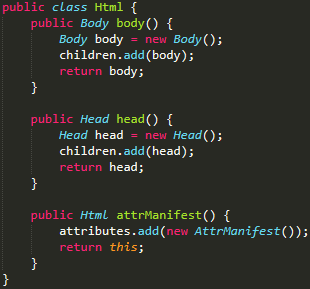 public class Html {
    public Body body() {
        Body body = new Body();
        children.add(body);
        return body;
    }

    public Head head() {
        Head head = new Head();
        children.add(head);
        return head;
    }

    public Html attrManifest() {
        attributes.add(new AttrManifest());
        return this;
    }
}